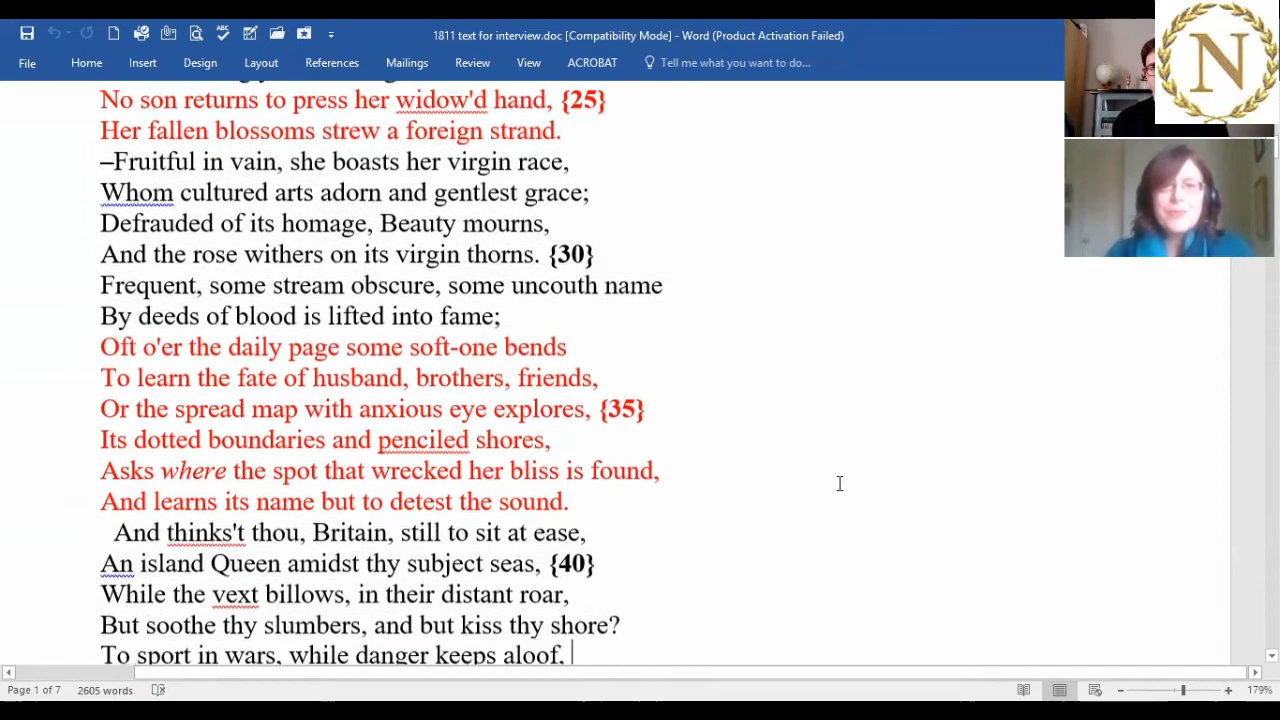 1811 text for interview.doc [Compatibility Mode] - Word (Product Activation Failed)
File Home Insert Design Layout References Mailings Review View ACROBAT Tell me what you want to do...
N
No son returns to press her widow'd hand, {25}
Her fallen blossoms strew a foreign strand.
–Fruitful in vain, she boasts her virgin race,
Whom cultured arts adorn and gentlest grace;
Defrauded of its homage, Beauty mourns,
And the rose withers on its virgin thorns. {30}
Frequent, some stream obscure, some uncouth name
By deeds of blood is lifted into fame;
Oft o'er the daily page some soft-one bends
To learn the fate of husband, brothers, friends,
Or the spread map with anxious eye explores, {35}
Its dotted boundaries and penciled shores,
Asks where the spot that wrecked her bliss is found,
And learns its name but to detest the sound.
And thinks't thou, Britain, still to sit at ease,
An island Queen amidst thy subject seas, {40}
While the vext billows, in their distant roar,
But soothe thy slumbers, and but kiss thy shore?
To sport in wars, while danger keeps aloof,
Page 1 of 7 2605 words 179%